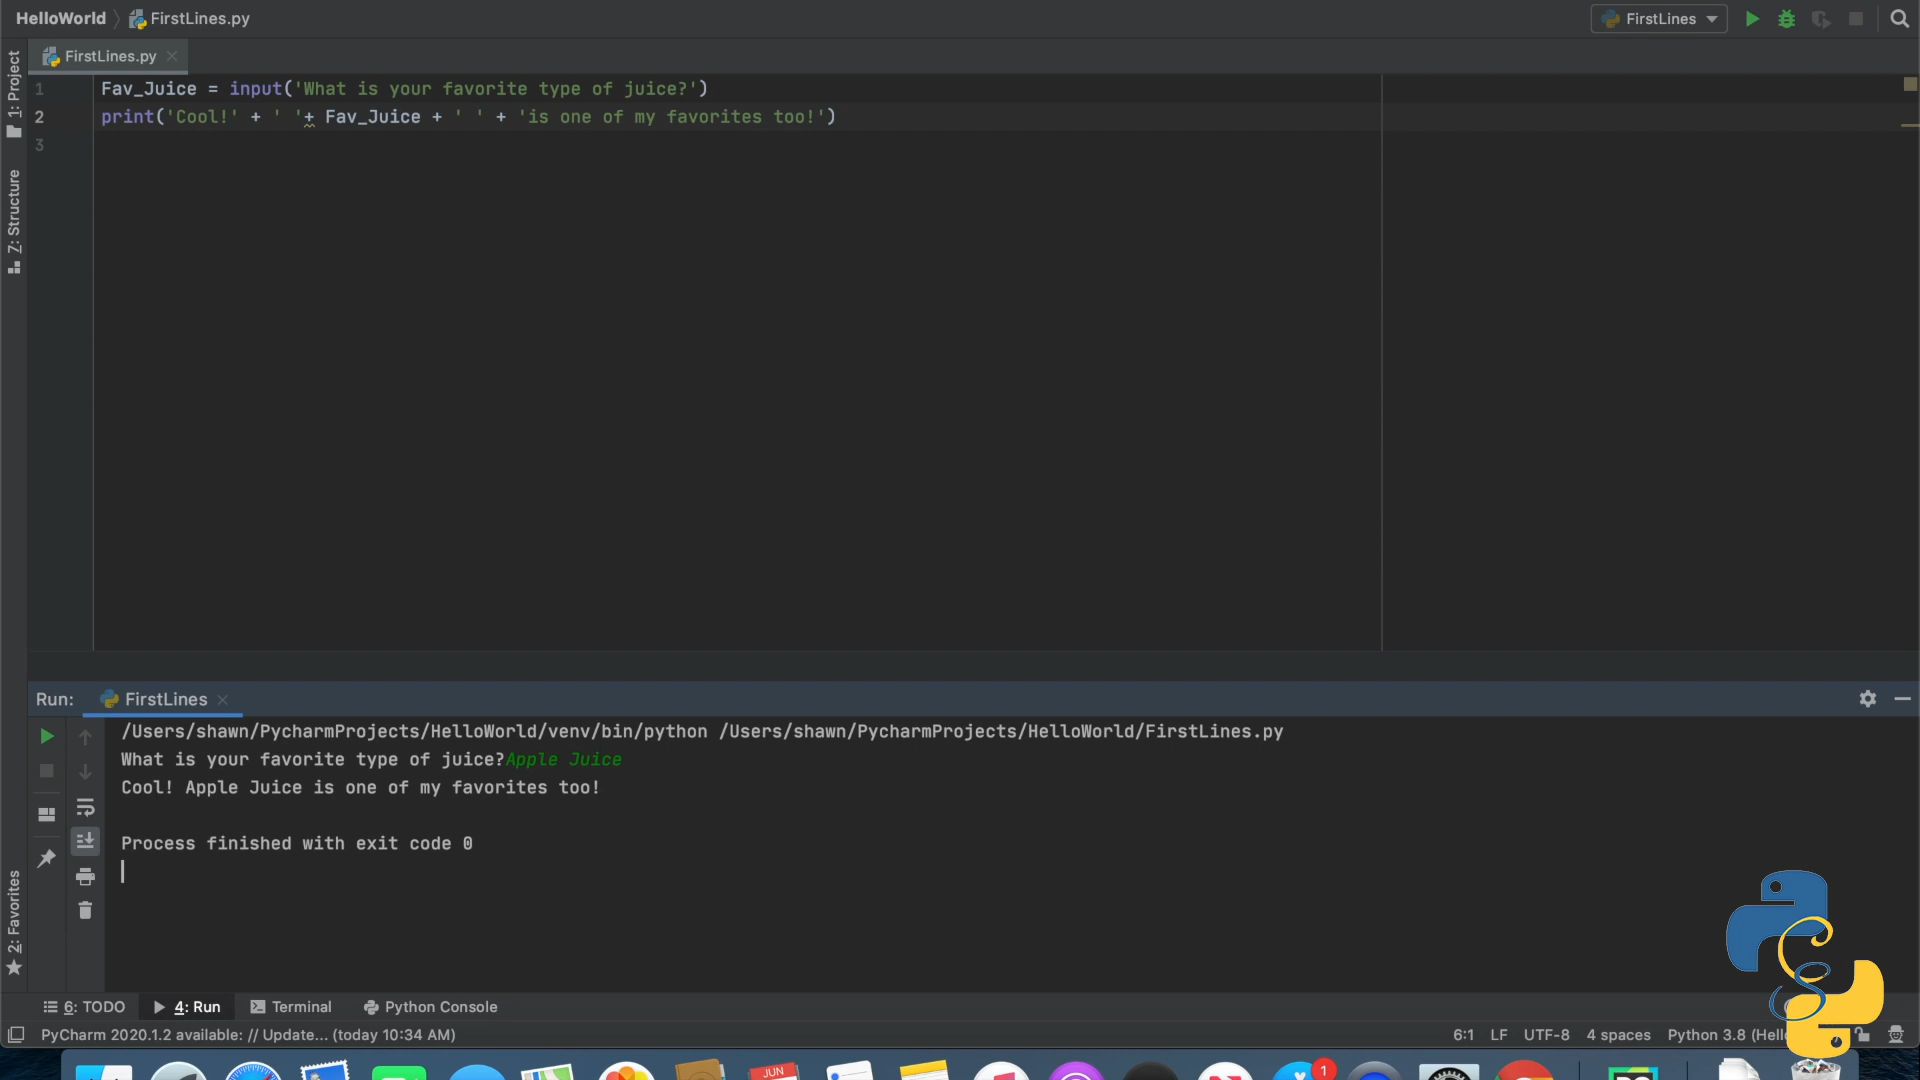 HelloWorld FirstLines.py FirstLines
FirstLines.py
1: Project
Z: Structure
2: Favorites
1 Fav_Juice = input('What is your favorite type of juice?')
2 print('Cool!' + ' '+ Fav_Juice + ' ' + 'is one of my favorites too!')
3
Run: FirstLines
/Users/shawn/PycharmProjects/HelloWorld/venv/bin/python /Users/shawn/PycharmProjects/HelloWorld/FirstLines.py
What is your favorite type of juice?Apple Juice
Cool! Apple Juice is one of my favorites too!
Process finished with exit code 0
6: TODO 4: Run Terminal Python Console
PyCharm 2020.1.2 available: // Update... (today 10:34 AM) 6:1 LF UTF-8 4 spaces Python 3.8
JUN 1